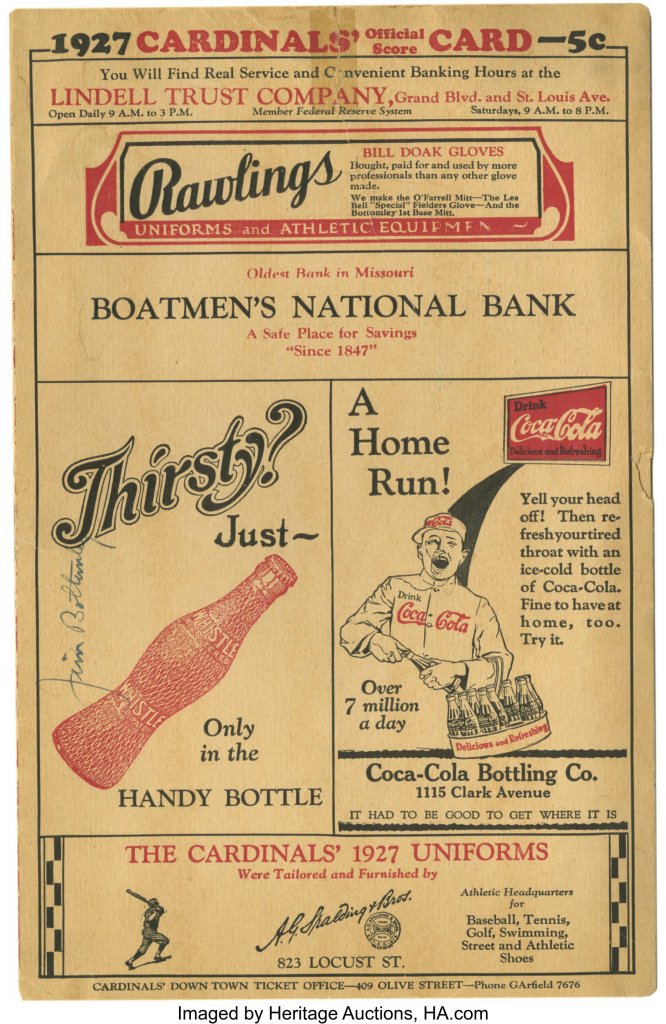 1927 CARDINALS' Official Score CARD—5c
You Will Find Real Service and C nvenient Banking Hours at the
LINDELL TRUST COMPANY, Grand Blvd. and St. Louis Ave.
Open Daily 9 A.M. to 3 P.M. Member Federal Reserve System Saturdays, 9 A.M. to 8 P.M.
Rawlings
BILL DOAK GLOVES
Bought, paid for and used by more
professionals than any other glove
made.
We make the O'Farrell Mitt—The Les
Bell "Special" Fielders Glove—And the
Bottomley 1st Base Mitt.
UNIFORMS and ATHLETIC EQUIPMEN
Oldest Bank in Missouri
BOATMEN'S NATIONAL BANK
A Safe Place for Savings
"Since 1847"
Thirsty?
Just~
WHISTLE
WHISTLE
Jim Bottomley
Only
in the
HANDY BOTTLE
A
Home
Run!
Drink
Coca-Cola
Delicious and Refreshing
Yell your head
off! Then re-
freshyourtired
throat with an
ice-cold bottle
of Coca-Cola.
Fine to have at
home, too.
Try it.
Coca-Cola
Drink
Coca-Cola
Over
7 million
a day
Delicious and Refreshing
Coca-Cola Bottling Co.
1115 Clark Avenue
IT HAD TO BE GOOD TO GET WHERE IT IS
THE CARDINALS' 1927 UNIFORMS
Were Tailored and Furnished by
A.G. Spalding & Bros.
823 LOCUST ST.
Athletic Headquarters
for
Baseball, Tennis,
Golf, Swimming,
Street and Athletic
Shoes
CARDINALS' DOWN TOWN TICKET OFFICE—409 OLIVE STREET—Phone GArfield 7676
Imaged by Heritage Auctions, HA.com